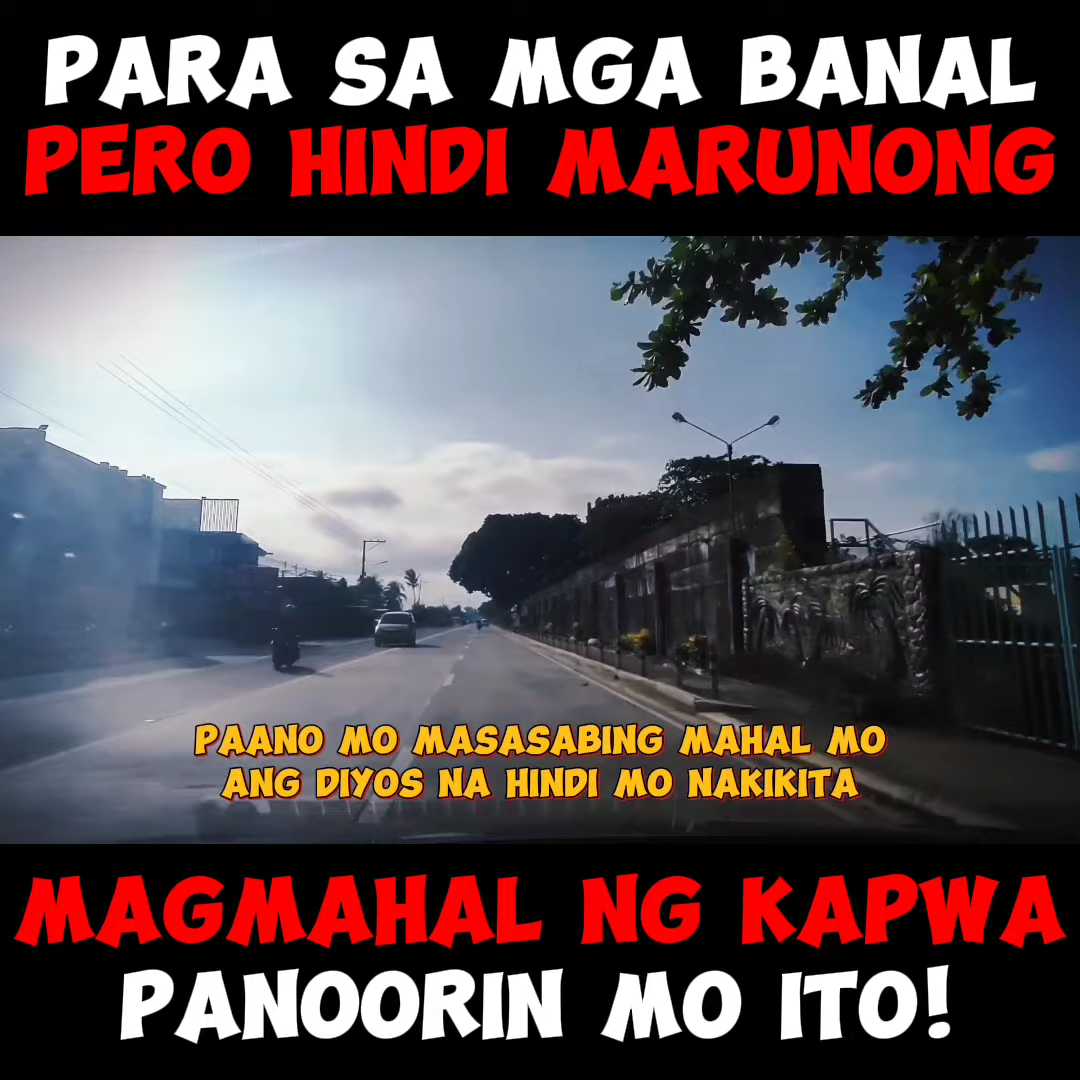 PARA SA MGA BANAL
PERO HINDI MARUNONG
PAANO MO MASASABING MAHAL MO
ANG DIYOS NA HINDI MO NAKIKITA
MAGMAHAL NG KAPWA
PANOORIN MO ITO!